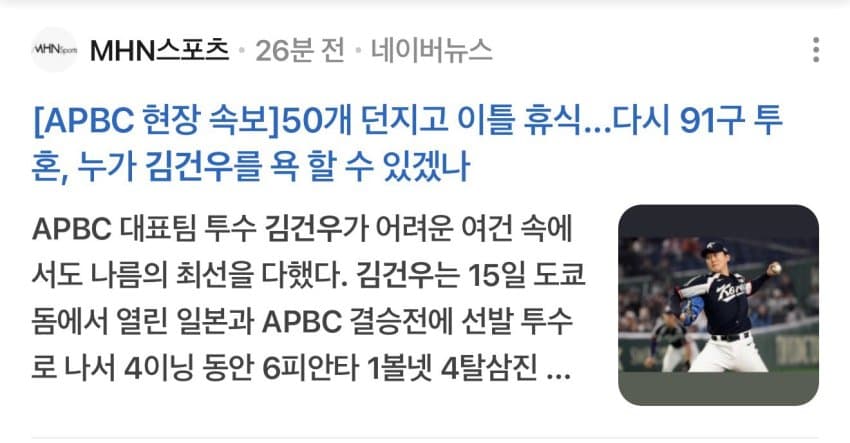 MHN Sports
MHN스포츠 · 26분 전 · 네이버뉴스
[APBC 현장 속보]50개 던지고 이틀 휴식...다시 91구 투
혼, 누가 김건우를 욕 할 수 있겠나
APBC 대표팀 투수 김건우가 어려운 여건 속에
서도 나름의 최선을 다했다. 김건우는 15일 도쿄
돔에서 열린 일본과 APBC 결승전에 선발 투수
로 나서 4이닝 동안 6피안타 1볼넷 4탈삼진 ...
Korea